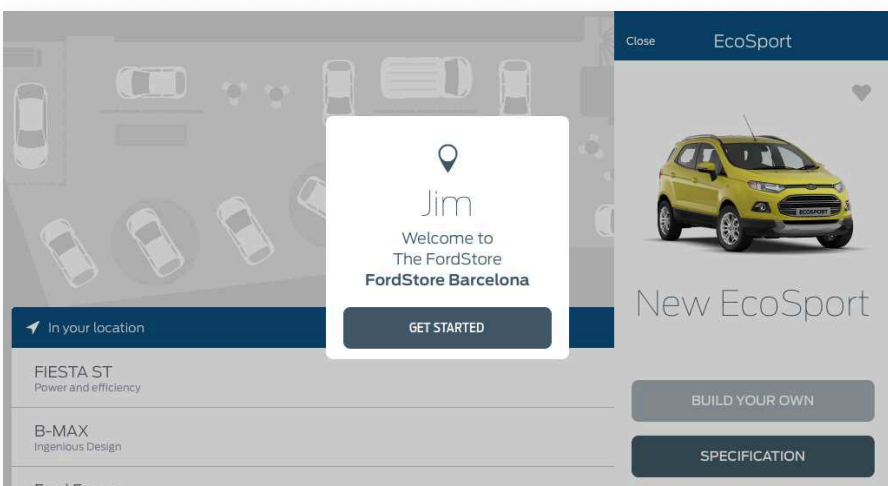 Close
EcoSport
Jim
Welcome to
The FordStore
FordStore Barcelona
GET STARTED
In your location
FIESTA ST
Power and efficiency
B-MAX
Ingenious Design
ECOSPORT
New EcoSport
BUILD YOUR OWN
SPECIFICATION